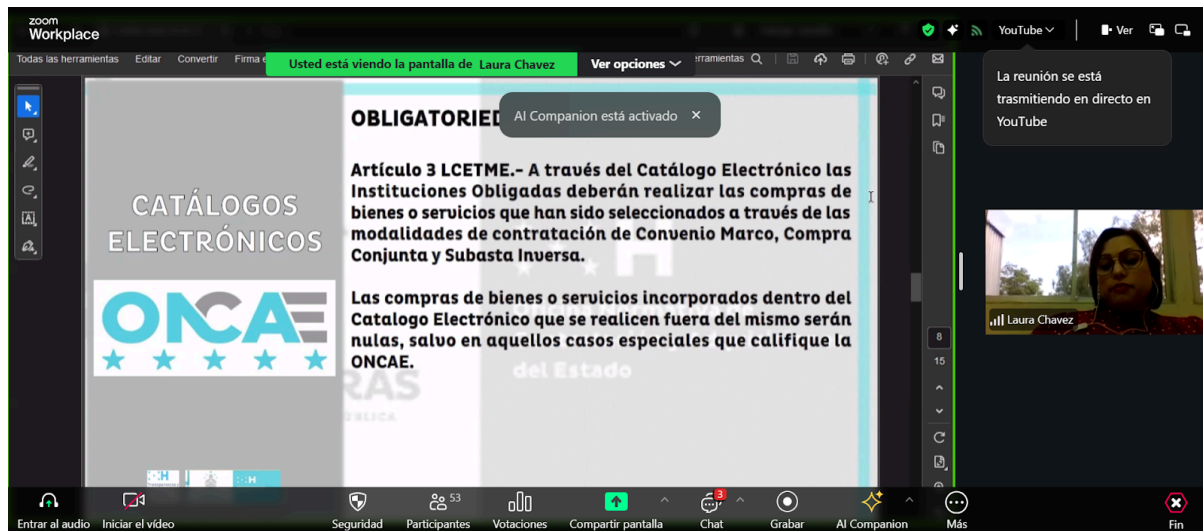 zoom
Workplace
YouTube
Ver
Todas las herramientas Editar Convertir Firma e
Usted está viendo la pantalla de Laura Chavez
Ver opciones
rramientas
La reunión se está
trasmitiendo en directo en
YouTube
AI Companion está activado
OBLIGATORIED
Artículo 3 LCETME.- A través del Catálogo Electrónico las
Instituciones Obligadas deberán realizar las compras de
bienes o servicios que han sido seleccionados a través de las
modalidades de contratación de Convenio Marco, Compra
Conjunta y Subasta Inversa.
Las compras de bienes o servicios incorporados dentro del
Catalogo Electrónico que se realicen fuera del mismo serán
nulas, salvo en aquellos casos especiales que califique la
ONCAE.
CATÁLOGOS
ELECTRÓNICOS
ONCAE
H
del Estado
RAS
Laura Chavez
8
15
Entrar al audio
Iniciar el vídeo
Seguridad
53
Participantes
Votaciones
Compartir pantalla
3
Chat
Grabar
AI Companion
Más
Fin